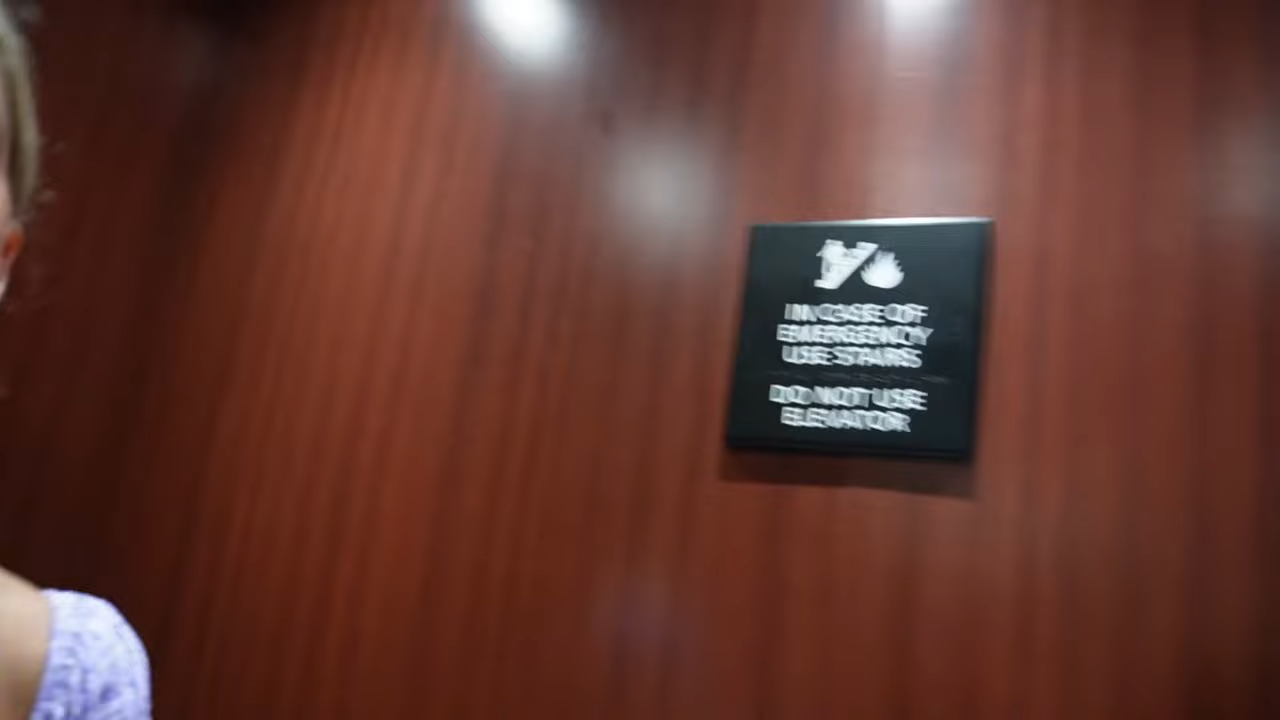 IN CASE OF
EMERGENCY
USE STAIRS
DO NOT USE
ELEVATOR